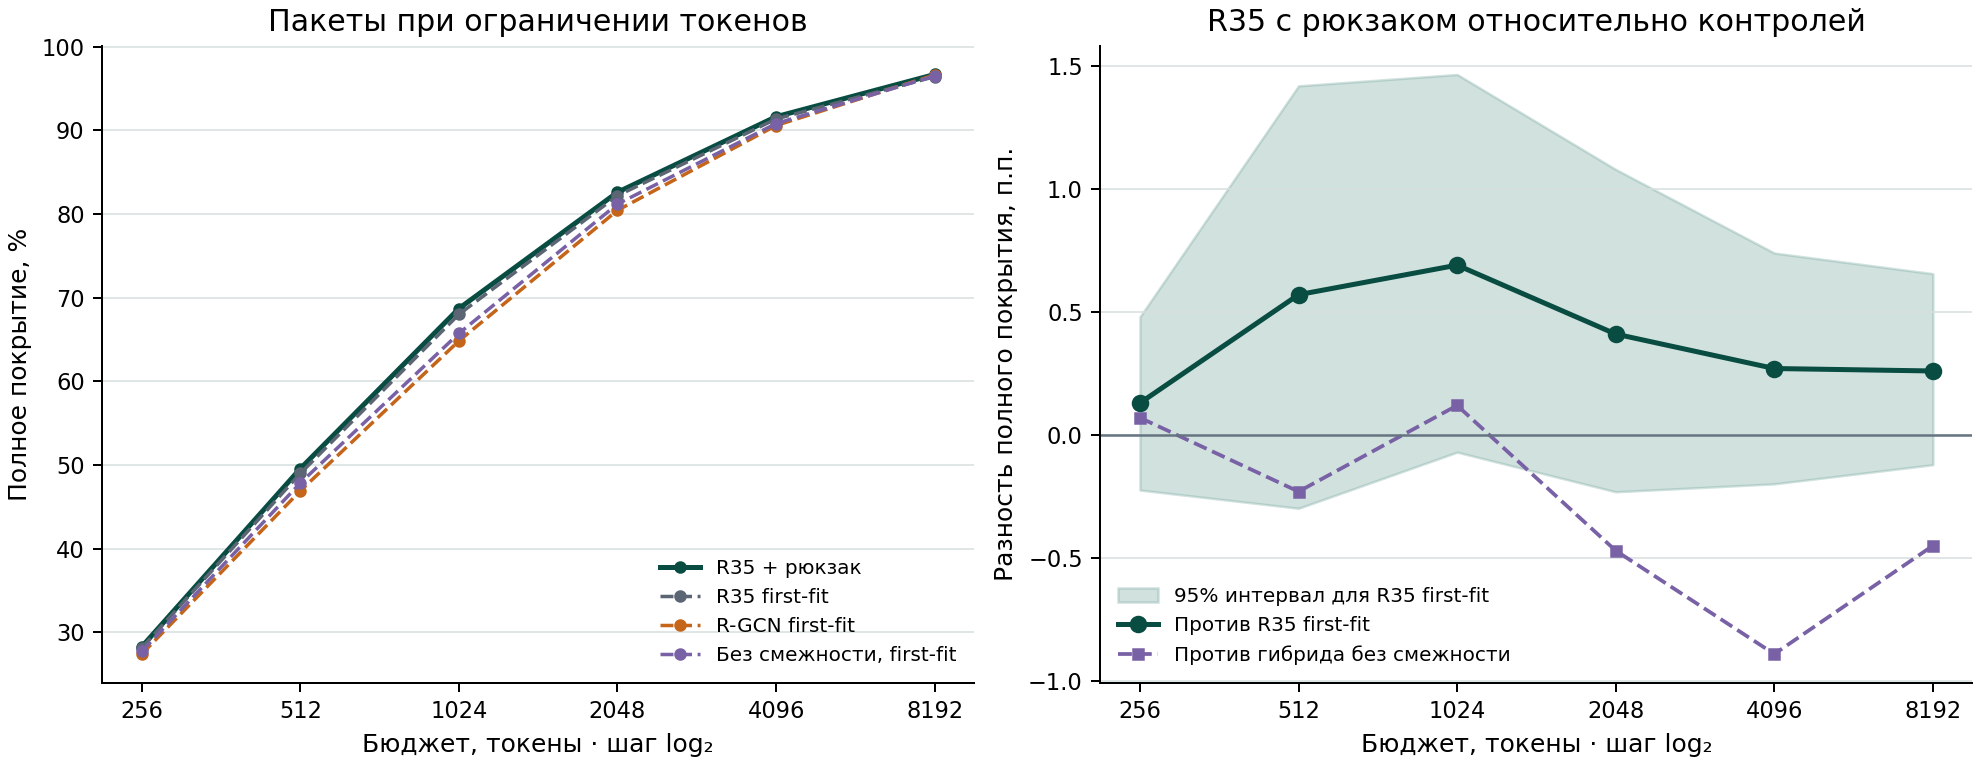 Пакеты при ограничении токенов
Полное покрытие, %
100
90
80
70
60
50
40
30
R35 + рюкзак
R35 first-fit
R-GCN first-fit
Без смежности, first-fit
256 512 1024 2048 4096 8192
Бюджет, токены · шаг log₂
R35 с рюкзаком относительно контролей
Разность полного покрытия, п.п.
1.5
1.0
0.5
0.0
−0.5
−1.0
95% интервал для R35 first-fit
Против R35 first-fit
Против гибрида без смежности
256 512 1024 2048 4096 8192
Бюджет, токены · шаг log₂